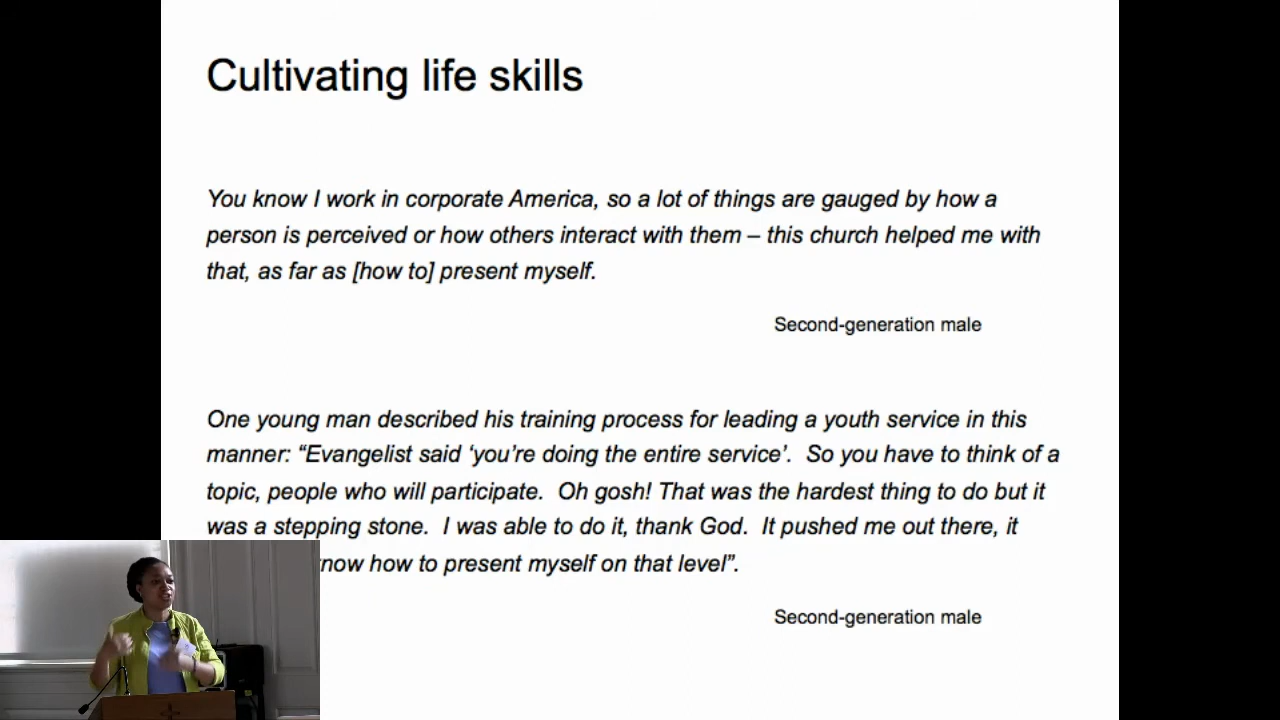 Cultivating life skills
You know I work in corporate America, so a lot of things are gauged by how a
person is perceived or how others interact with them – this church helped me with
that, as far as [how to] present myself.
Second-generation male
One young man described his training process for leading a youth service in this
manner: “Evangelist said ‘you’re doing the entire service’.  So you have to think of a
topic, people who will participate.  Oh gosh! That was the hardest thing to do but it
was a stepping stone.  I was able to do it, thank God.  It pushed me out there, it
how to present myself on that level”.
Second-generation male